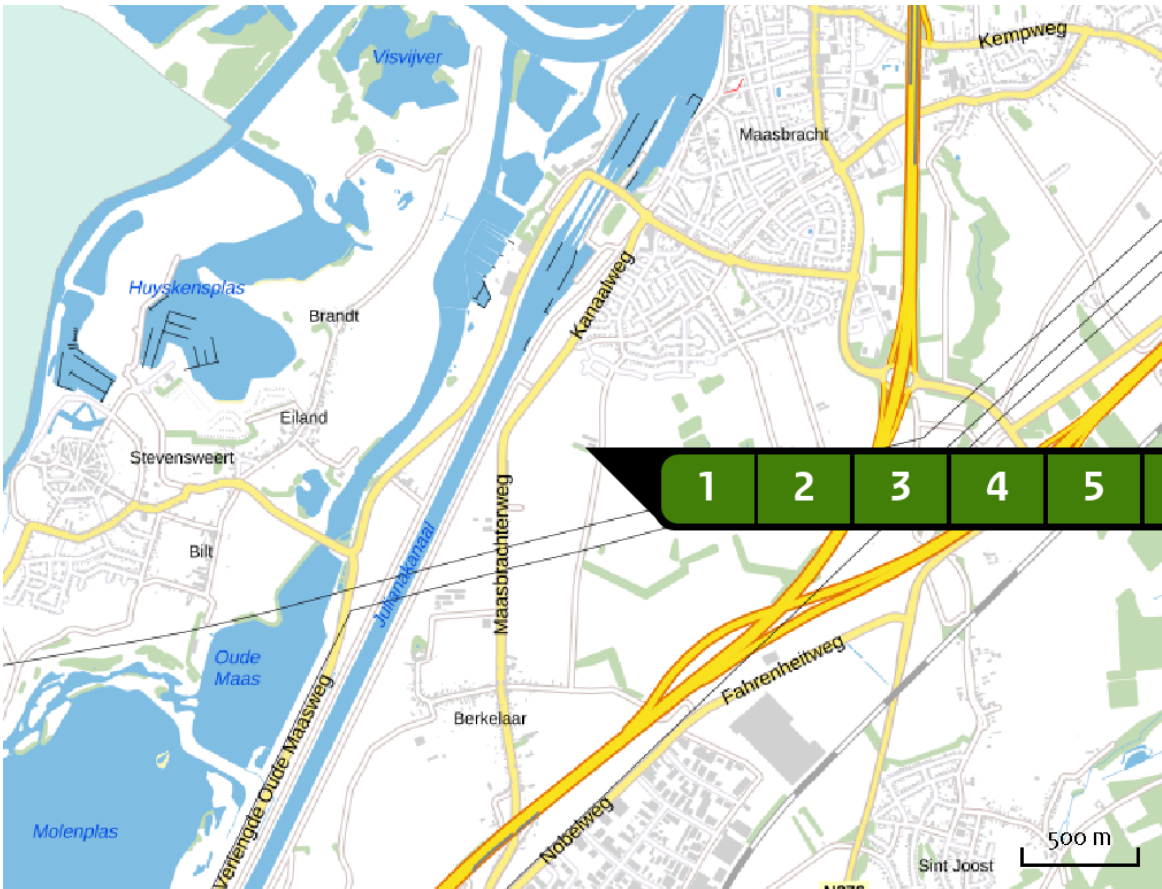 Kempweg
Visvijver
Maasbracht
Huyskensplas
Brandt
Kanaalweg
Eiland
Stevensweert
1 2 3 4 5
Maasbrachterweg
Bilt
Julianakanaal
Oude
Maas
Fahrenheitweg
Berkelaar
Verlengde Oude Maasweg
Molenplas
Nobelweg
500 m
Sint Joost